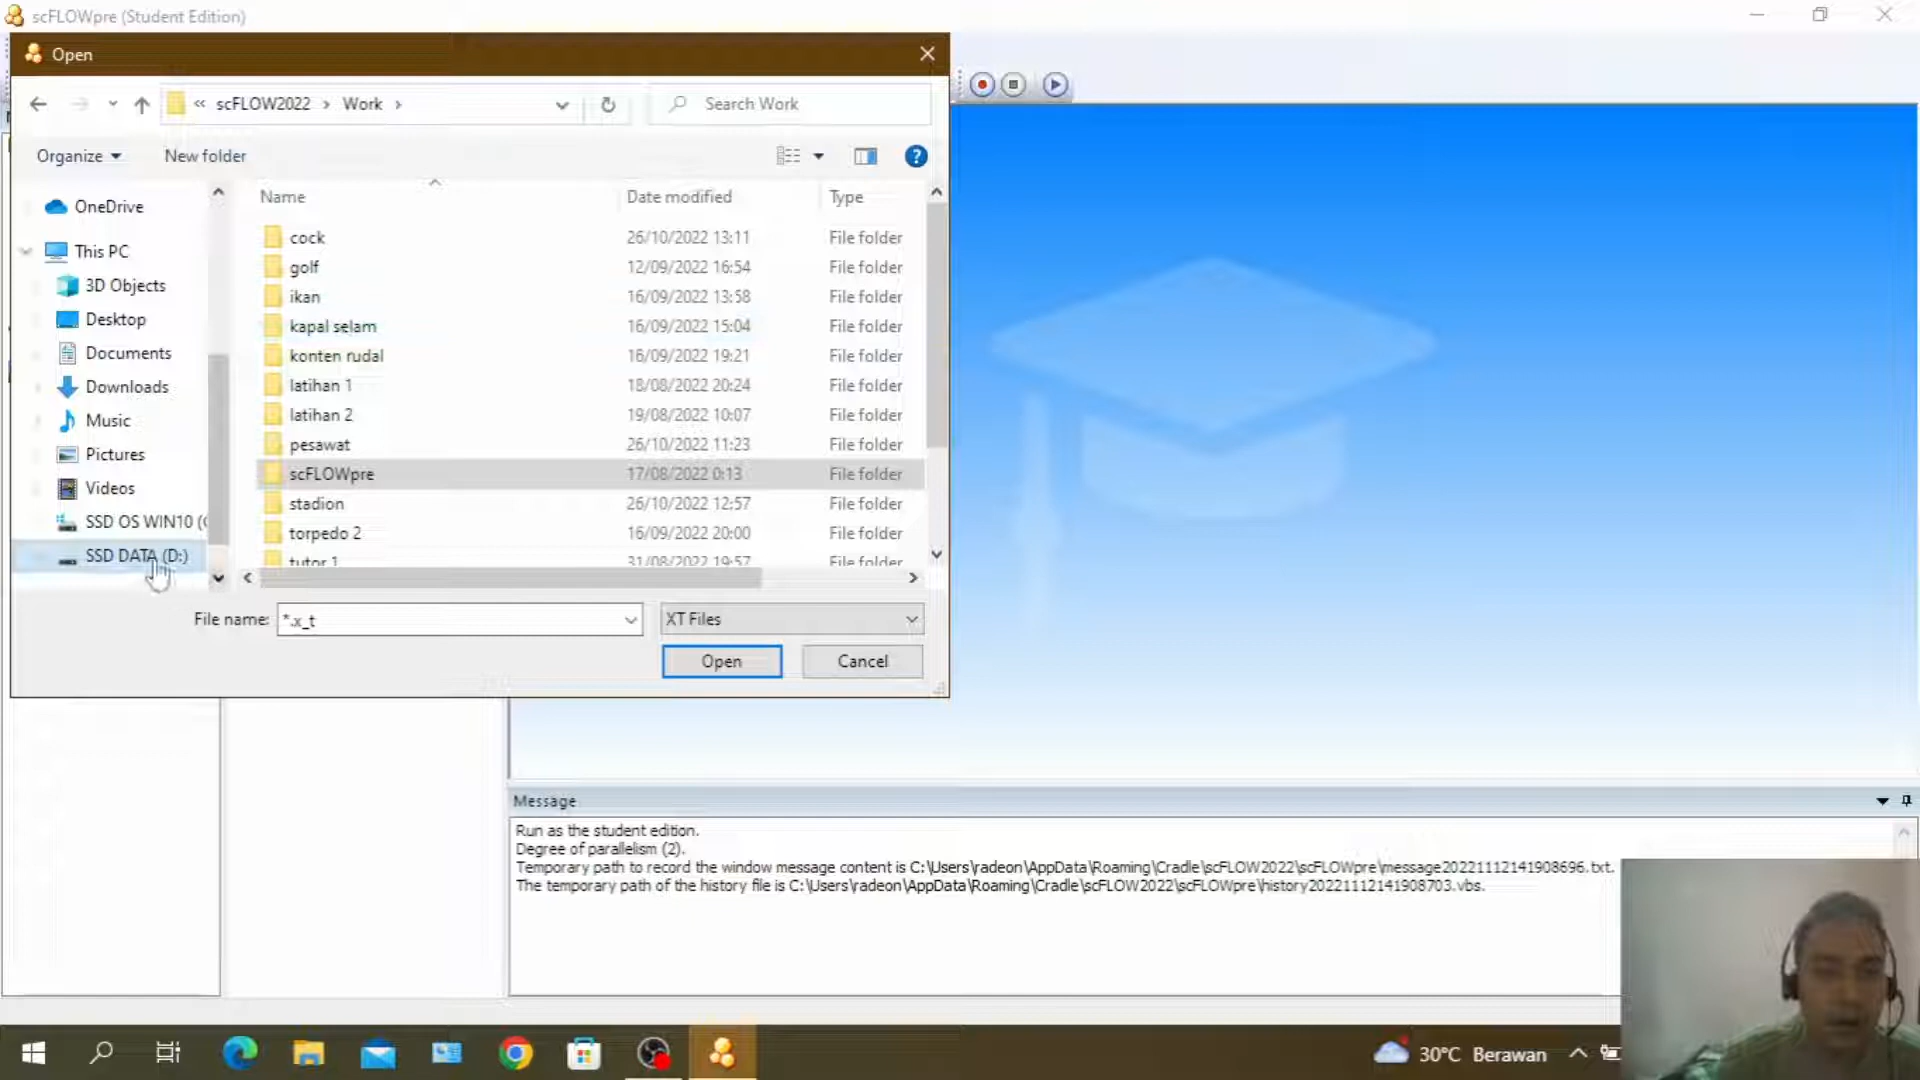 scFLOWpre (Student Edition)
Open
« scFLOW2022 › Work ›
Search Work
Organize
New folder
Name
Date modified
Type
OneDrive
This PC
3D Objects
Desktop
Documents
Downloads
Music
Pictures
Videos
SSD OS WIN10 (
SSD DATA (D:)
cock 26/10/2022 13:11 File folder
golf 12/09/2022 16:54 File folder
ikan 16/09/2022 13:58 File folder
kapal selam 16/09/2022 15:04 File folder
konten rudal 16/09/2022 19:21 File folder
latihan 1 18/08/2022 20:24 File folder
latihan 2 19/08/2022 10:07 File folder
pesawat 26/10/2022 11:23 File folder
scFLOWpre 17/08/2022 0:13 File folder
stadion 26/10/2022 12:57 File folder
torpedo 2 16/09/2022 20:00 File folder
tutor 1 31/08/2022 19:57 File folder
File name: *.x_t
XT Files
Open
Cancel
Message
Run as the student edition.
Degree of parallelism (2).
Temporary path to record the window message content is C:\Users\radeon\AppData\Roaming\Cradle\scFLOW2022\scFLOWpre\message20221112141908696.txt.
The temporary path of the history file is C:\Users\radeon\AppData\Roaming\Cradle\scFLOW2022\scFLOWpre\history20221112141908703.vbs.
30°C Berawan